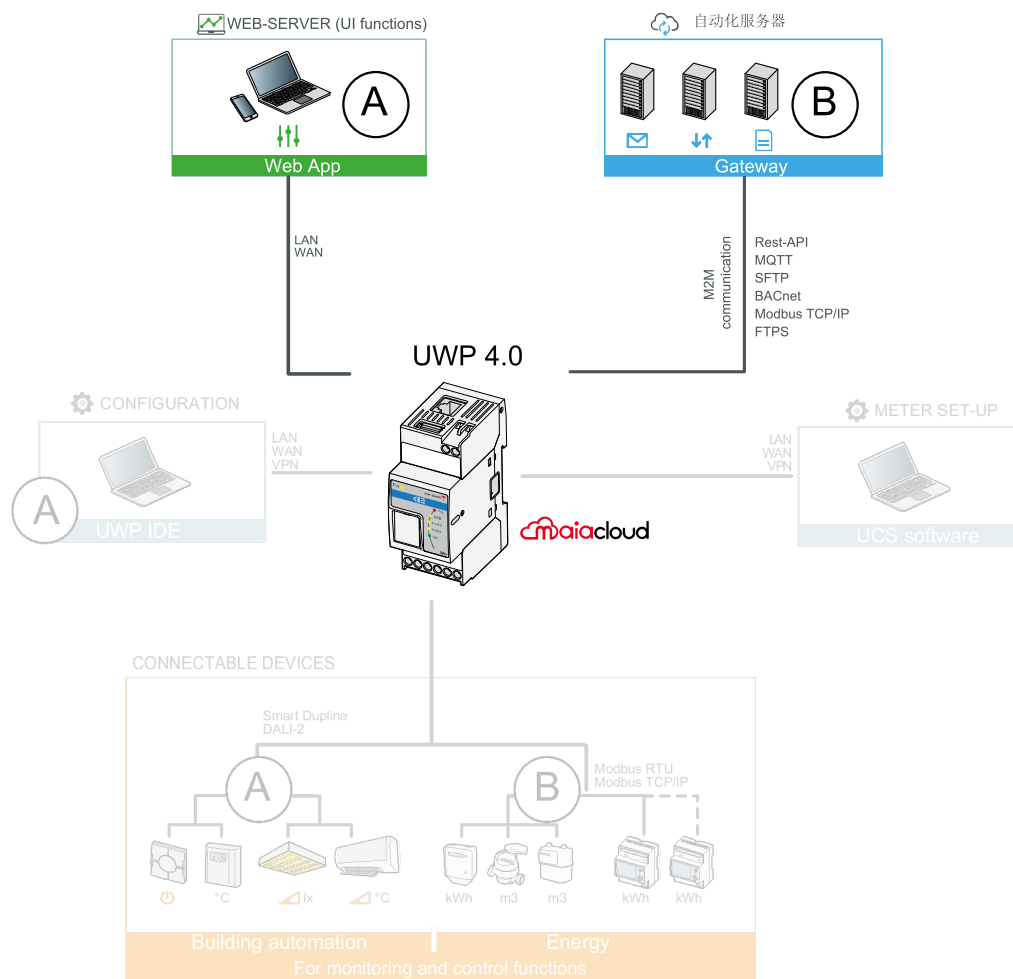 WEB-SERVER (UI functions)
自动化服务器
A
B
Web App
Gateway
LAN
WAN
M2M
communication
Rest-API
MQTT
SFTP
BACnet
Modbus TCP/IP
FTPS
UWP 4.0
CONFIGURATION
METER SET-UP
LAN
WAN
VPN
LAN
WAN
VPN
A
UWP IDE
maiacloud
UCS software
CONNECTABLE DEVICES
Smart Dupline
DALI-2
A
B
Modbus RTU
Modbus TCP/IP
°C
lx
°C
kWh
m3
m3
kWh
kWh
Building automation
Energy
For monitoring and control functions